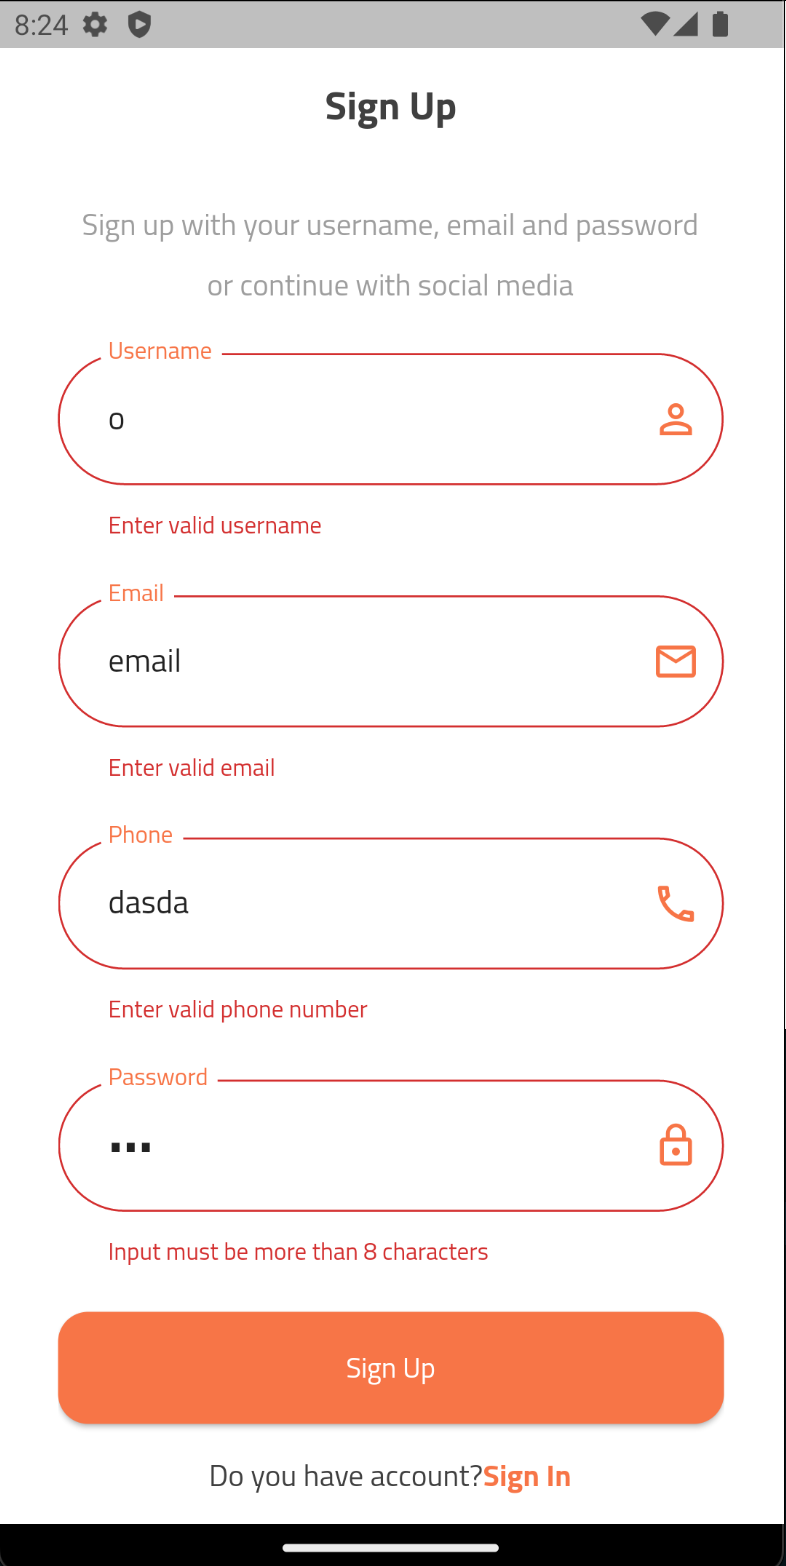 8:24
Sign Up
Sign up with your username, email and password
or continue with social media
Username
o
Enter valid username
Email
email
Enter valid email
Phone
dasda
Enter valid phone number
Password
Input must be more than 8 characters
Sign Up
Do you have account?Sign In